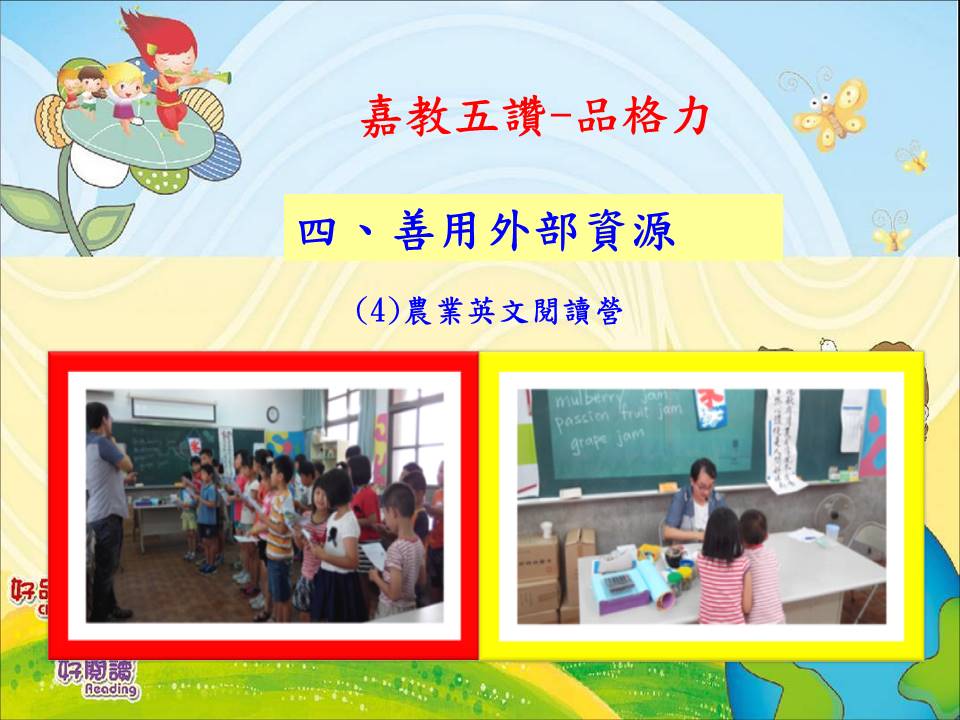 嘉教五讚-品格力
四、善用外部資源
(4)農業英文閱讀營
mulberry jam
passion fruit jam
grape jam
好品
好閱讀
Reading